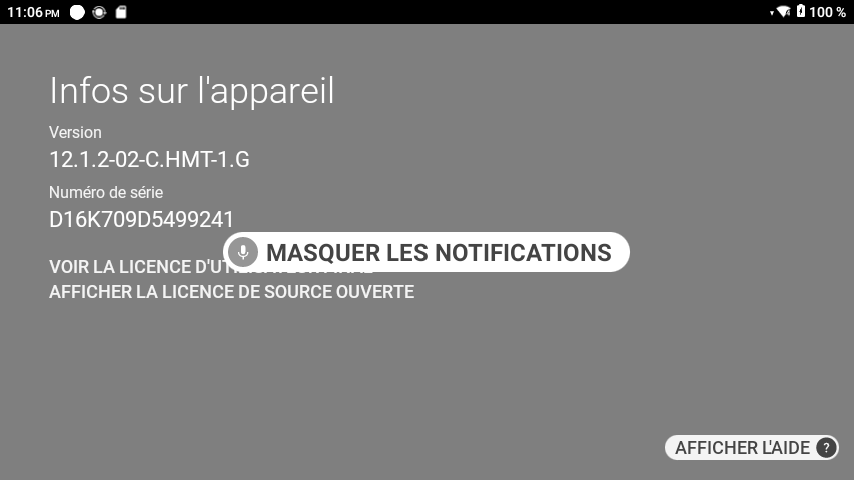 11:06 PM
100 %
Infos sur l'appareil
Version
12.1.2-02-C.HMT-1.G
Numéro de série
D16K709D5499241
MASQUER LES NOTIFICATIONS
VOIR LA LICENCE
AFFICHER LA LICENCE DE SOURCE OUVERTE
AFFICHER L'AIDE ?